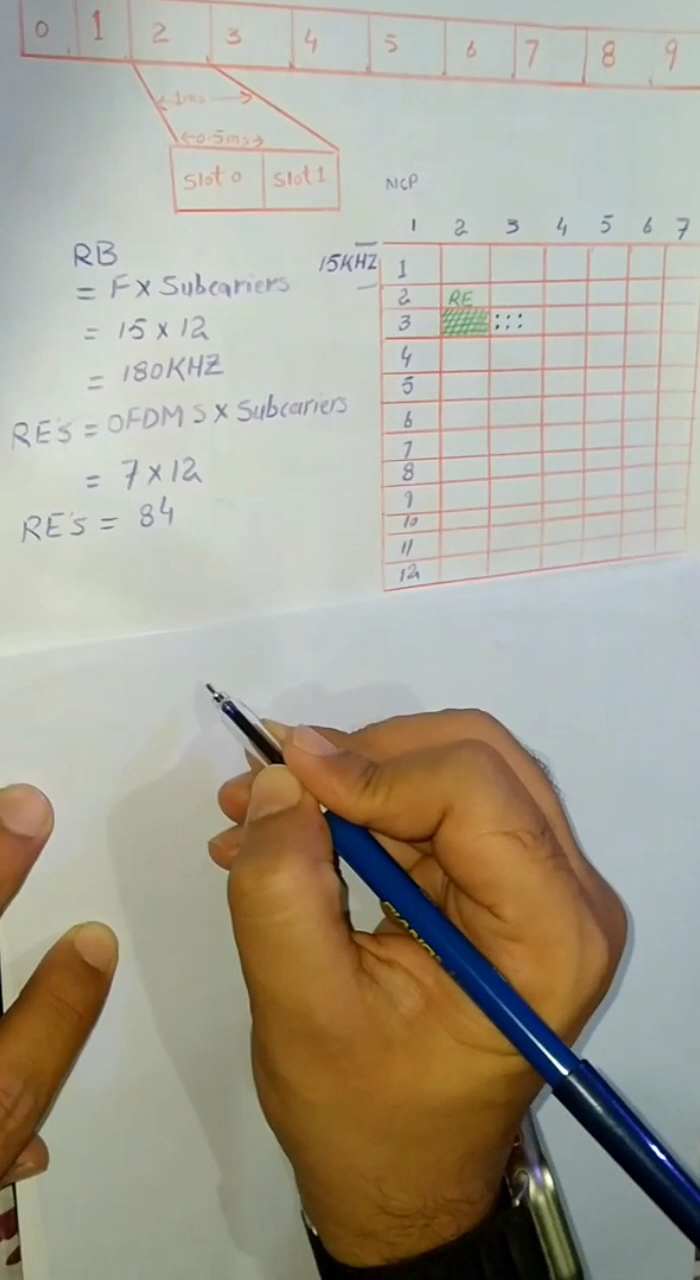 0 1 2 3 4 5 6 7 8 9
1ms
0.5ms
Slot 0 Slot 1
NCP
1 2 3 4 5 6 7
15KHZ
1
2 RE
3
4
5
6
7
8
9
10
11
12
RB
= F X Subcariers
= 15 X 12
= 180KHZ
RE'S = OFDM S X Subcariers
= 7 X 12
RE'S = 84